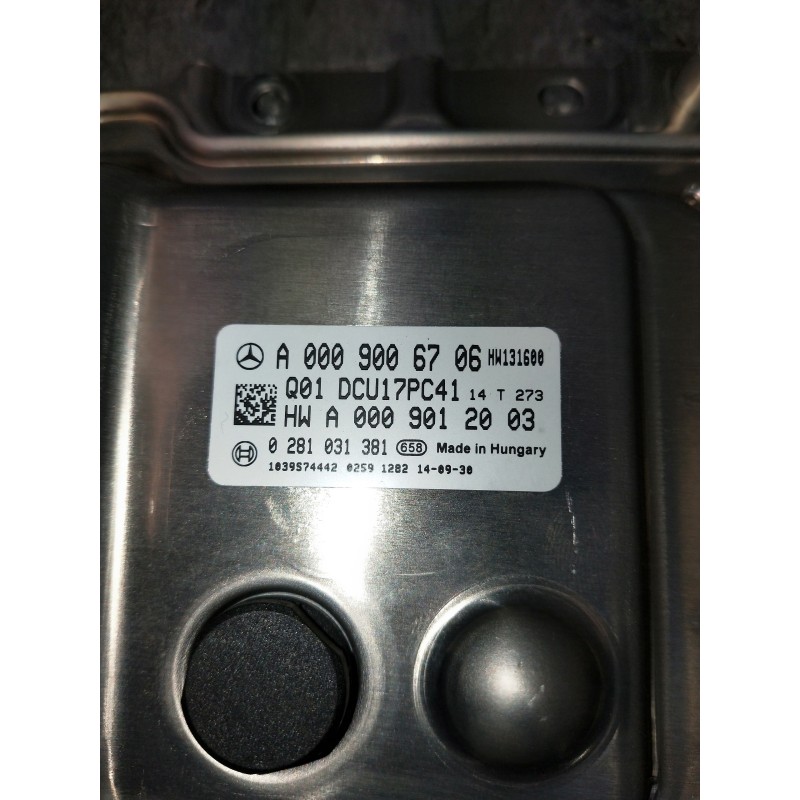 A 000 900 67 06 HW131600
Q01 DCU17PC41 14 T 273
HW A 000 901 20 03
0 281 031 381 658 Made in Hungary
1039S74442 0259 1282 14-09-30